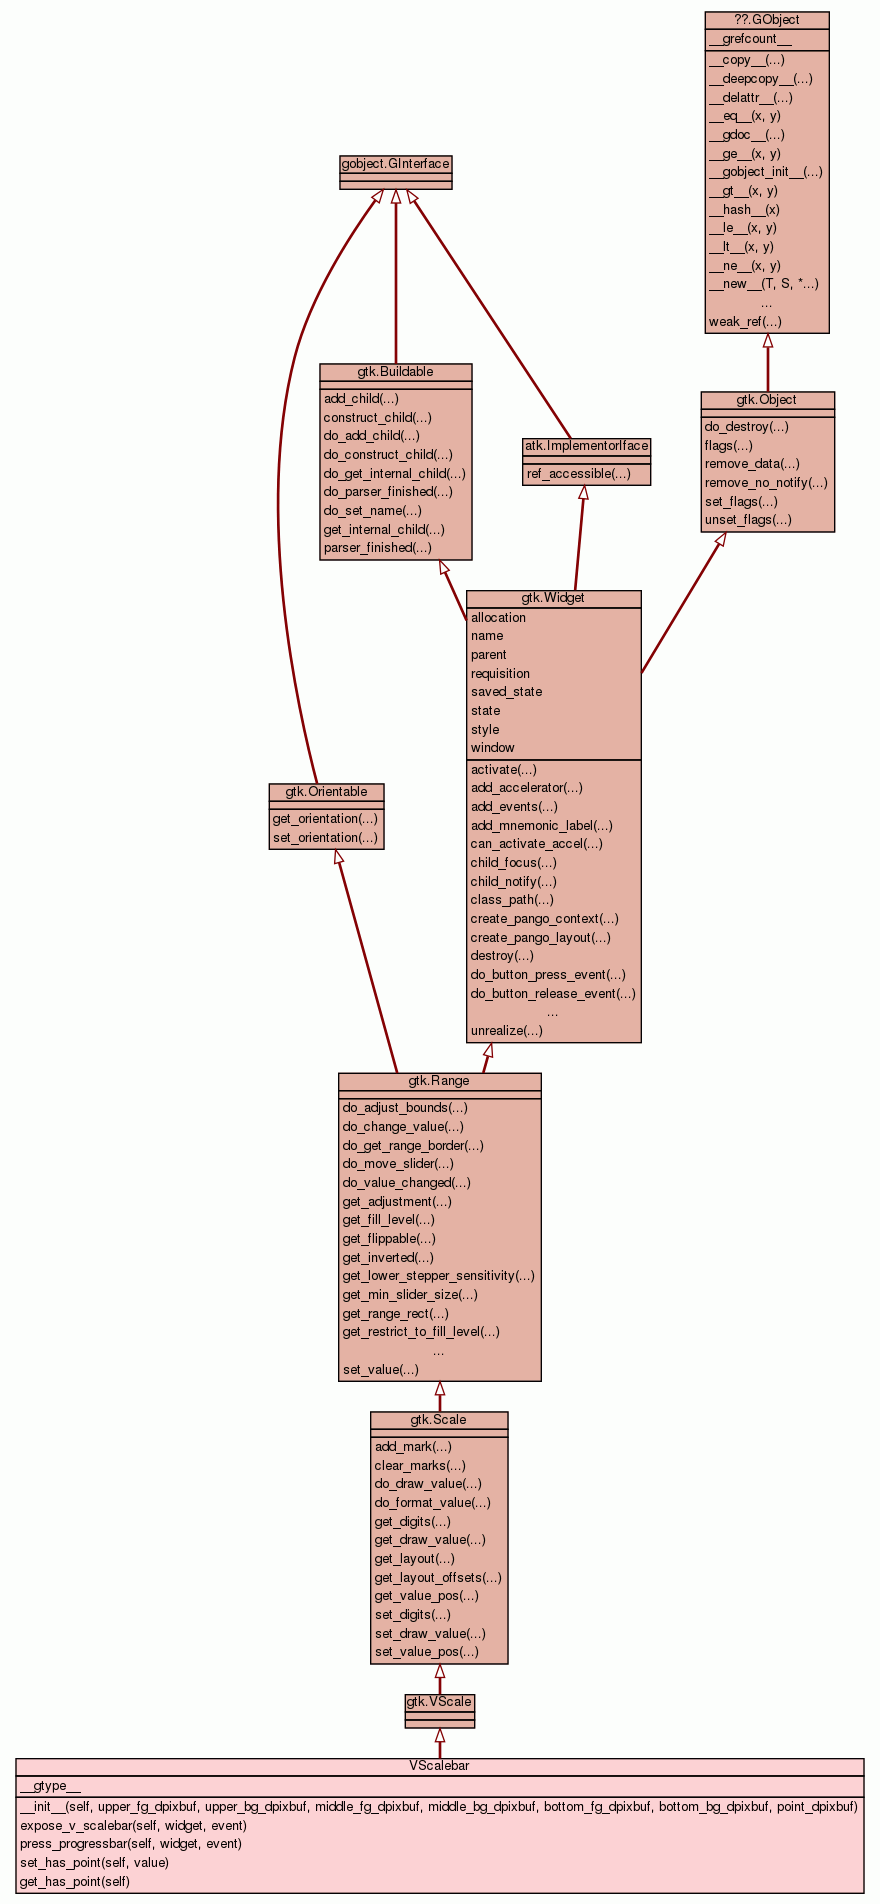 ??.GObject
__grefcount__
__copy__(...)
__deepcopy__(...)
__delattr__(...)
__eq__(x, y)
__gdoc__(...)
__ge__(x, y)
__gobject_init__(...)
__gt__(x, y)
__hash__(x)
__le__(x, y)
__lt__(x, y)
__ne__(x, y)
__new__(T, S, *...)
...
weak_ref(...)
gobject.GInterface
gtk.Buildable
add_child(...)
construct_child(...)
do_add_child(...)
do_construct_child(...)
do_get_internal_child(...)
do_parser_finished(...)
do_set_name(...)
get_internal_child(...)
parser_finished(...)
atk.ImplementorIface
ref_accessible(...)
gtk.Object
do_destroy(...)
flags(...)
remove_data(...)
remove_no_notify(...)
set_flags(...)
unset_flags(...)
gtk.Widget
allocation
name
parent
requisition
saved_state
state
style
window
activate(...)
add_accelerator(...)
add_events(...)
add_mnemonic_label(...)
can_activate_accel(...)
child_focus(...)
child_notify(...)
class_path(...)
create_pango_context(...)
create_pango_layout(...)
destroy(...)
do_button_press_event(...)
do_button_release_event(...)
...
unrealize(...)
gtk.Orientable
get_orientation(...)
set_orientation(...)
gtk.Range
do_adjust_bounds(...)
do_change_value(...)
do_get_range_border(...)
do_move_slider(...)
do_value_changed(...)
get_adjustment(...)
get_fill_level(...)
get_flippable(...)
get_inverted(...)
get_lower_stepper_sensitivity(...)
get_min_slider_size(...)
get_range_rect(...)
get_restrict_to_fill_level(...)
...
set_value(...)
gtk.Scale
add_mark(...)
clear_marks(...)
do_draw_value(...)
do_format_value(...)
get_digits(...)
get_draw_value(...)
get_layout(...)
get_layout_offsets(...)
get_value_pos(...)
set_digits(...)
set_draw_value(...)
set_value_pos(...)
gtk.VScale
VScalebar
__gtype__
__init__(self, upper_fg_dpixbuf, upper_bg_dpixbuf, middle_fg_dpixbuf, middle_bg_dpixbuf, bottom_fg_dpixbuf, bottom_bg_dpixbuf, point_dpixbuf)
expose_v_scalebar(self, widget, event)
press_progressbar(self, widget, event)
set_has_point(self, value)
get_has_point(self)